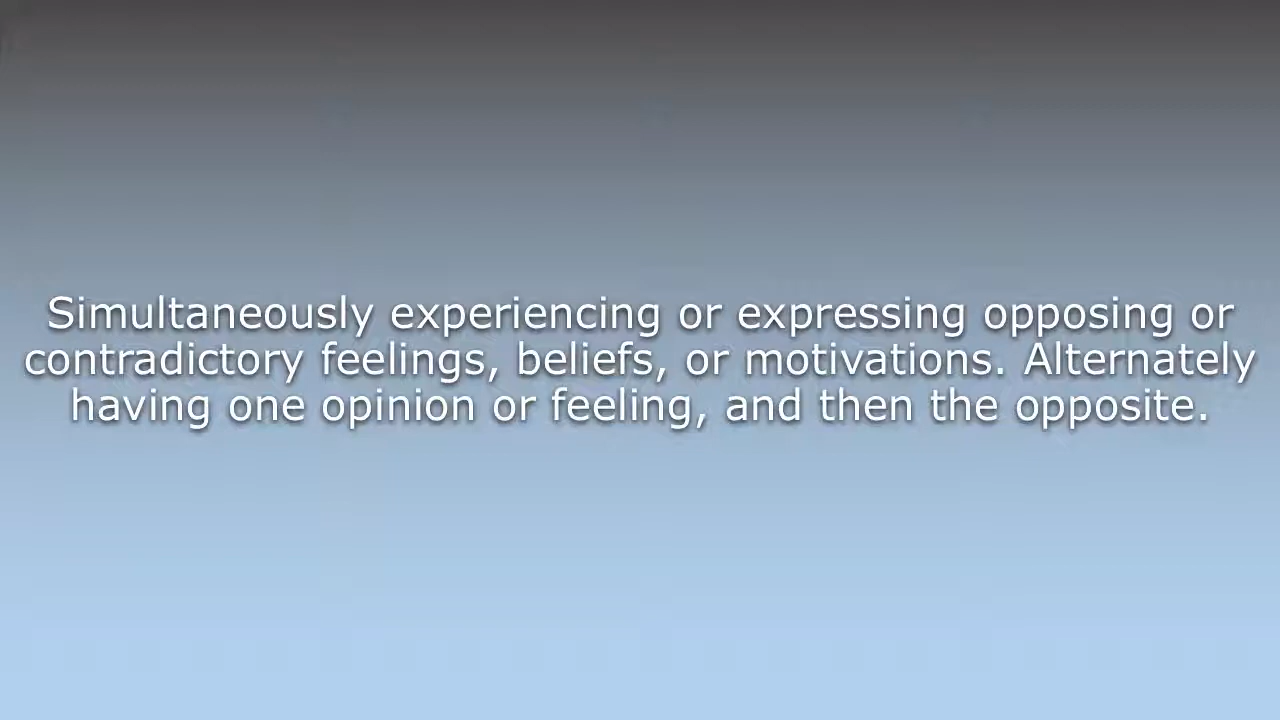 Simultaneously experiencing or expressing opposing or
contradictory feelings, beliefs, or motivations. Alternately
having one opinion or feeling, and then the opposite.